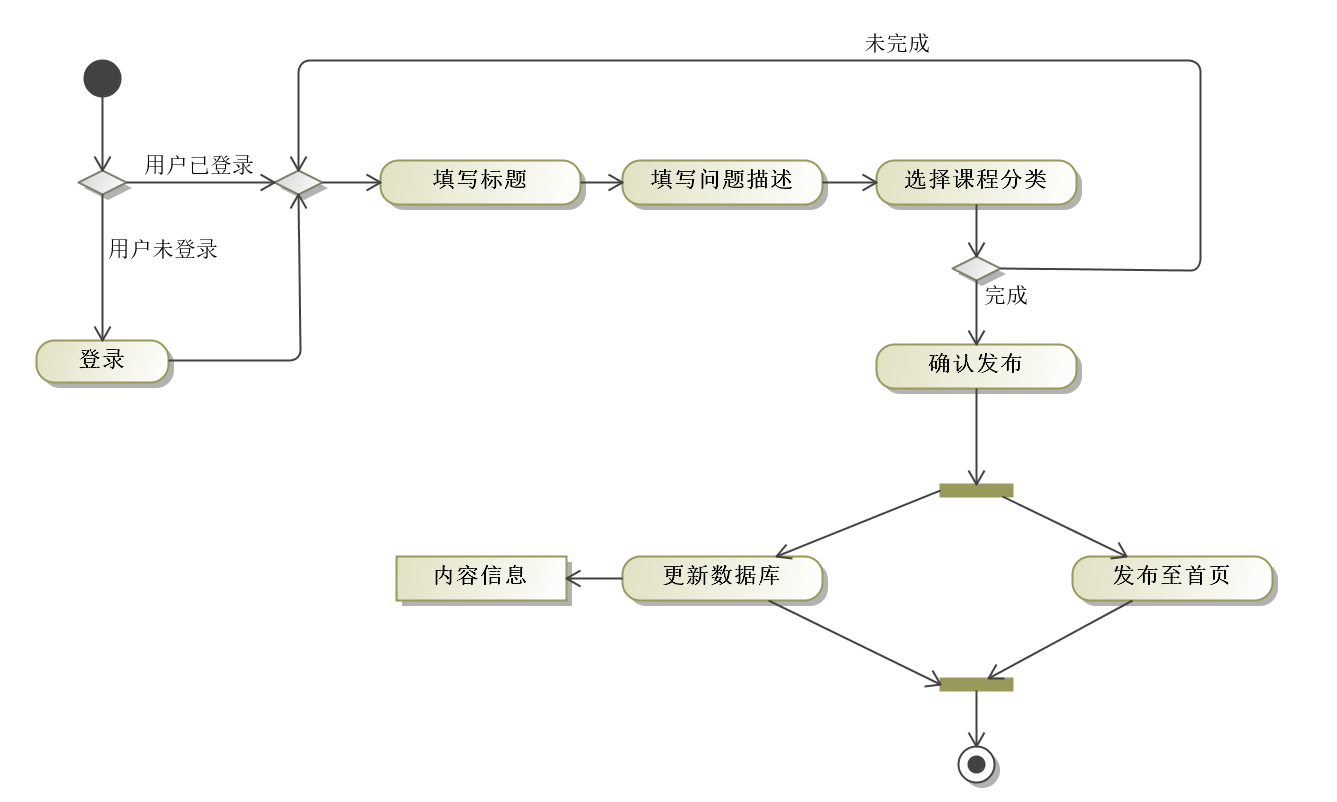 未完成
用户已登录
填写标题
填写问题描述
选择课程分类
用户未登录
完成
登录
确认发布
内容信息
更新数据库
发布至首页